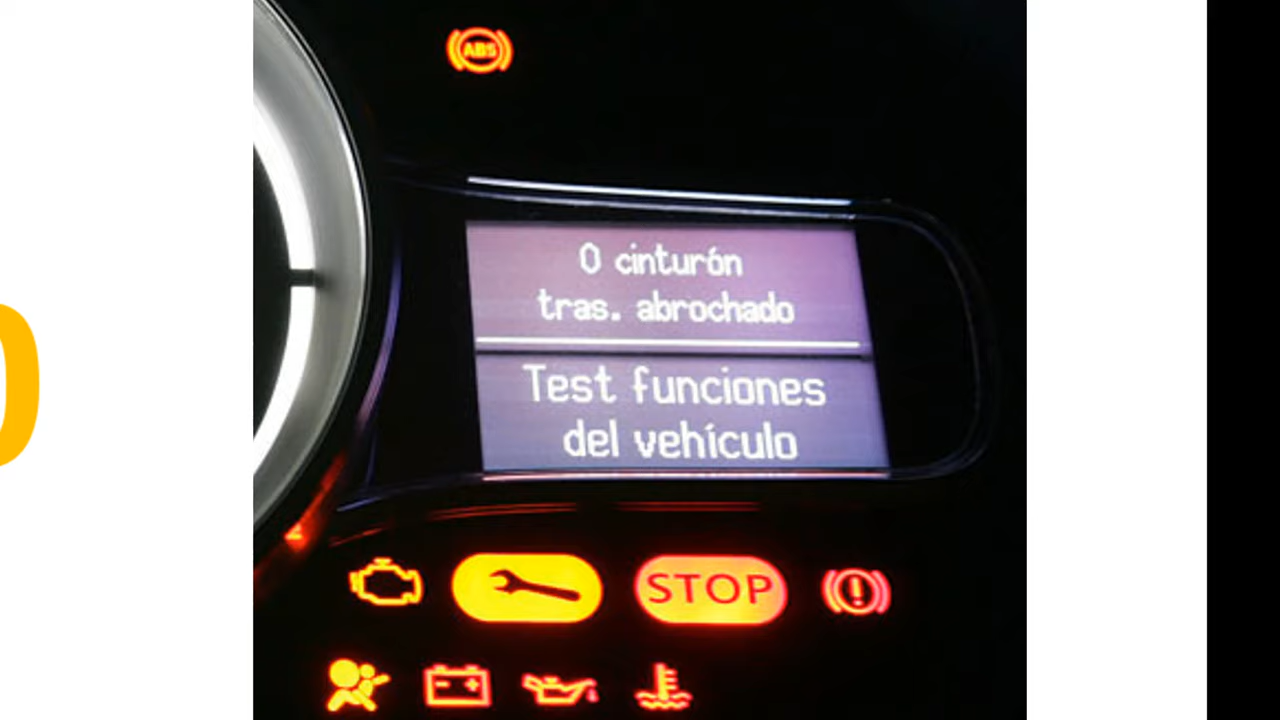 ABS
0 cinturón
tras. abrochado
Test funciones
del vehículo
STOP